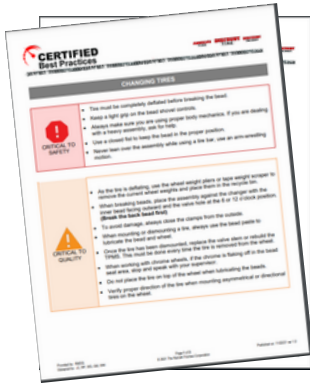 CERTIFIED
Best Practices
CHANGING TIRES
Tire must be completely deflated before breaking the bead.
Keep a tight grip on the bead shovel controls.
Always make sure you are using proper body mechanics. If you are dealing
with a heavy assembly, ask for help.
Use a closed fist to keep the bead in the proper position.
Never lean over the assembly while using a tire bar, use an arm-wrestling
motion.
CRITICAL TO
SAFETY
As the tire is deflating, use the wheel weight pliers or tape weight scraper to
remove the current wheel weights and place them in the recycle bin.
When breaking beads, place the assembly against the changer with the
inner bead facing outward and the valve hole at the 6 or 12 o'clock position.
(Break the back bead first)
To avoid damage, always close the clamps from the outside.
When mounting or dismounting a tire, always use the bead paste to
lubricate the bead and wheel.
Once the tire has been dismounted, replace the valve stem or rebuild the
TPMS. This must be done every time the tire is removed from the wheel.
When working with chrome wheels, if the chrome is flaking off in the bead
seat area, stop and speak with your supervisor.
Do not place the tire on top of the wheel when lubricating the beads.
Verify proper direction of the tire when mounting asymmetrical or directional
tires on the wheel.
CRITICAL TO
QUALITY